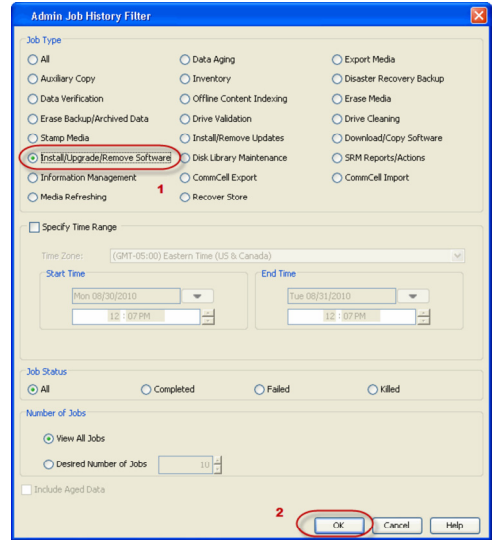 Admin Job History Filter
Job Type
All
Data Aging
Export Media
Auxiliary Copy
Inventory
Disaster Recovery Backup
Data Verification
Offline Content Indexing
Erase Media
Erase Backup/Archived Data
Drive Validation
Drive Cleaning
Stamp Media
Install/Remove Updates
Download/Copy Software
Install/Upgrade/Remove Software
Disk Library Maintenance
SRM Reports/Actions
Information Management
CommCell Export
CommCell Import
1
Media Refreshing
Recover Store
Specify Time Range
Time Zone: (GMT-05:00) Eastern Time (US & Canada)
Start Time
End Time
Mon 08/30/2010
Tue 08/31/2010
12 : 07 PM
12 : 07 PM
Job Status
All
Completed
Failed
Killed
Number of Jobs
View All Jobs
Desired Number of Jobs 10
Include Aged Data
2
OK
Cancel
Help